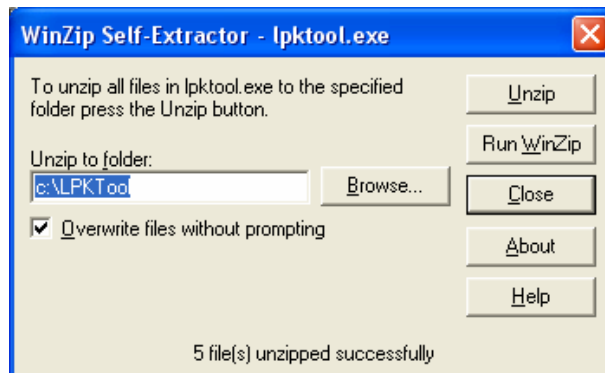 WinZip Self-Extractor - lpktool.exe
To unzip all files in lpktool.exe to the specified
folder press the Unzip button.
Unzip to folder:
c:\LPKTool
Browse...
Overwrite files without prompting
Unzip
Run WinZip
Close
About
Help
5 file(s) unzipped successfully